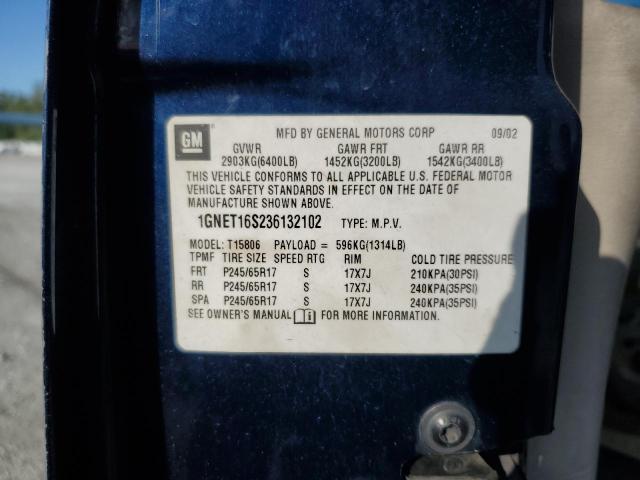 GM MFD BY GENERAL MOTORS CORP 09/02
GVWR GAWR FRT GAWR RR
2903KG(6400LB) 1452KG(3200LB) 1542KG(3400LB)
THIS VEHICLE CONFORMS TO ALL APPLICABLE U.S. FEDERAL MOTOR
VEHICLE SAFETY STANDARDS IN EFFECT ON THE DATE OF
MANUFACTURE SHOWN ABOVE.
1GNET16S236132102 TYPE: M.P.V.
MODEL: T15806 PAYLOAD = 596KG(1314LB)
TPMF TIRE SIZE SPEED RTG RIM COLD TIRE PRESSURE
FRT P245/65R17 S 17X7J 210KPA(30PSI)
RR P245/65R17 S 17X7J 240KPA(35PSI)
SPA P245/65R17 S 17X7J 240KPA(35PSI)
SEE OWNER'S MANUAL FOR MORE INFORMATION.